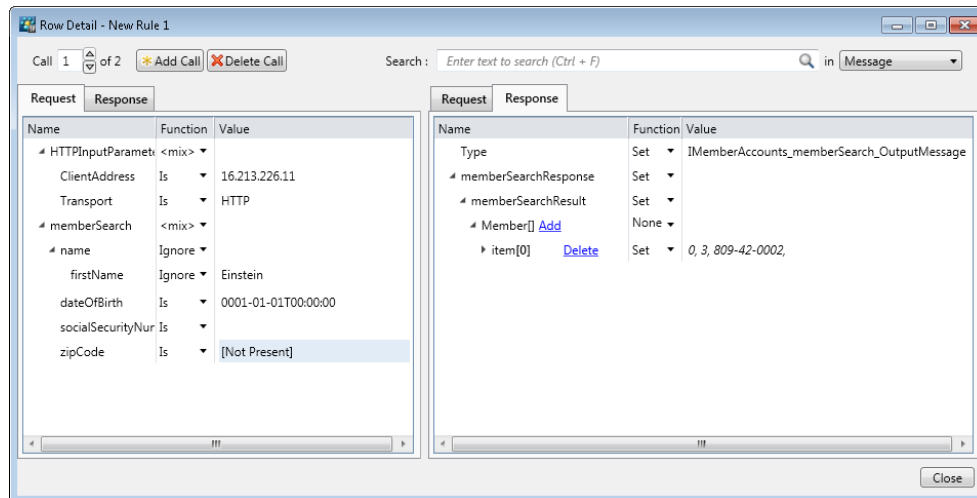 Row Detail - New Rule 1
Call 1 of 2 Add Call Delete Call Search : Enter text to search (Ctrl + F) in Message
Request Response
Name Function Value
HTTPInputParamete <mix>
ClientAddress Is 16.213.226.11
Transport Is HTTP
memberSearch <mix>
name Ignore
firstName Ignore Einstein
dateOfBirth Is 0001-01-01T00:00:00
socialSecurityNur Is
zipCode Is [Not Present]
Request Response
Name Function Value
Type Set IMemberAccounts_memberSearch_OutputMessage
memberSearchResponse Set
memberSearchResult Set
Member[] Add None
item[0] Delete Set 0, 3, 809-42-0002,
Close